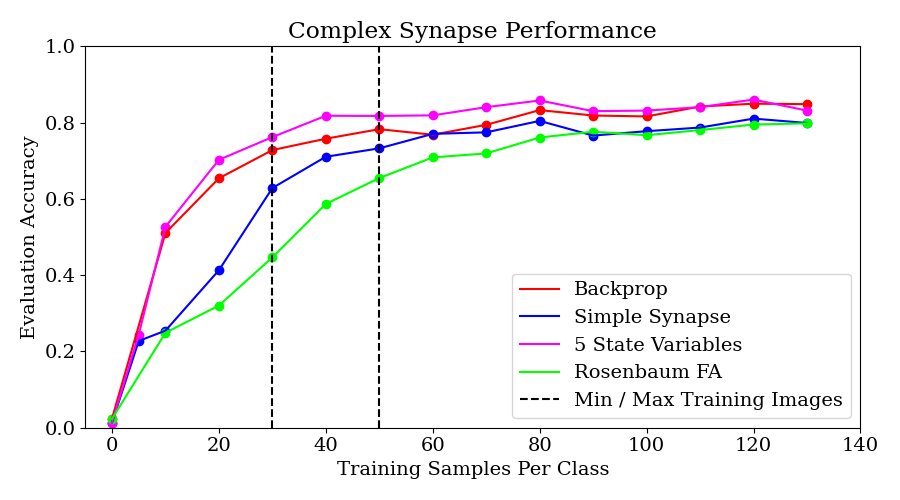 Complex Synapse Performance
1.0
0.8
0.6
0.4
0.2
0.0
Evaluation Accuracy
0 20 40 60 80 100 120 140
Training Samples Per Class
Backprop
Simple Synapse
5 State Variables
Rosenbaum FA
Min / Max Training Images